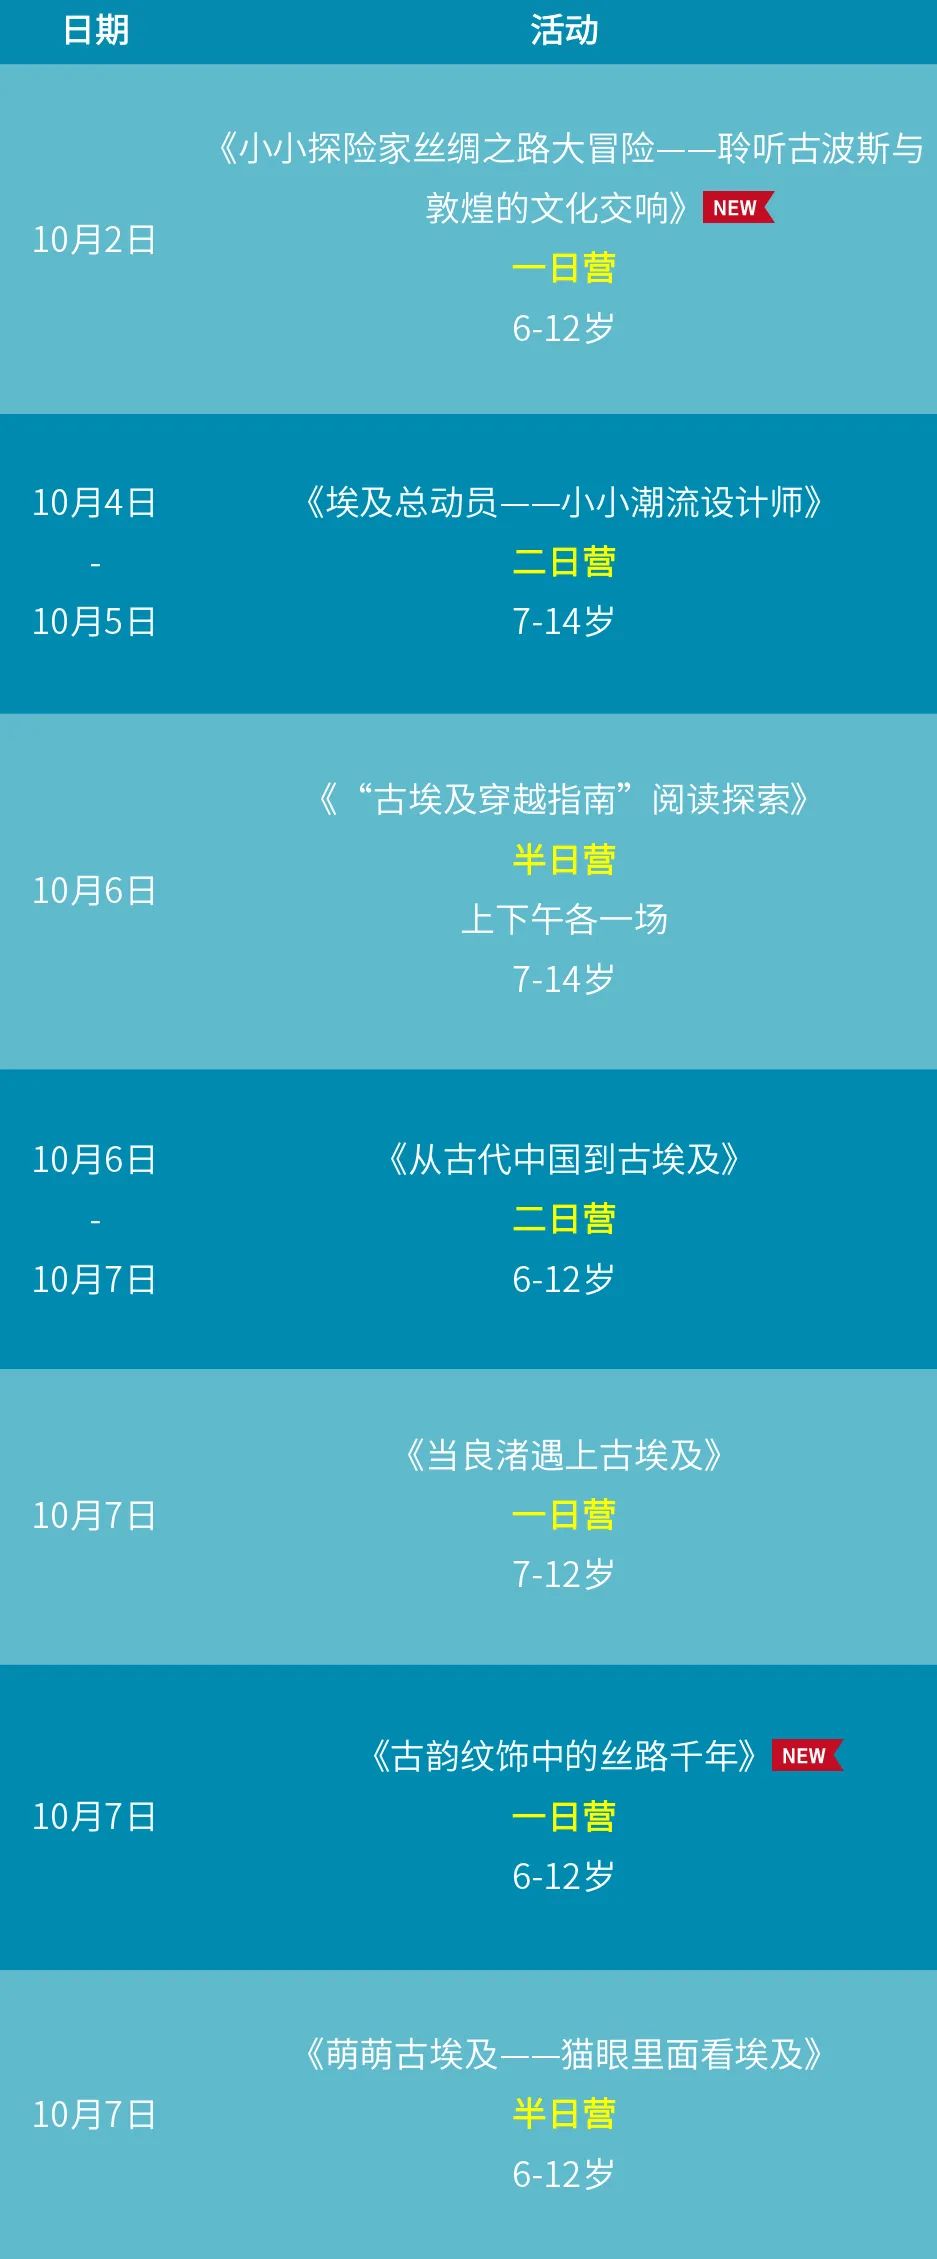 日期 活动
《小小探险家丝绸之路大冒险——聆听古波斯与
敦煌的文化交响》 NEW
10月2日
一日营
6-12岁
10月4日
-
10月5日
《埃及总动员——小小潮流设计师》
二日营
7-14岁
10月6日
《“古埃及穿越指南”阅读探索》
半日营
上下午各一场
7-14岁
10月6日
-
10月7日
《从古代中国到古埃及》
二日营
6-12岁
10月7日
《当良渚遇上古埃及》
一日营
7-12岁
10月7日
《古韵纹饰中的丝路千年》 NEW
一日营
6-12岁
10月7日
《萌萌古埃及——猫眼里面看埃及》
半日营
6-12岁